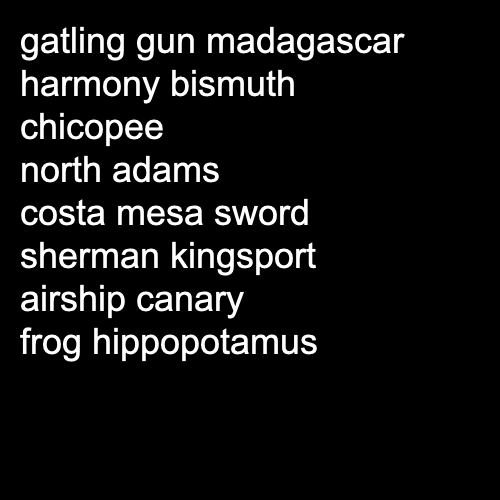 gatling gun madagascar
harmony bismuth
chicopee
north adams
costa mesa sword
sherman kingsport
airship canary
frog hippopotamus